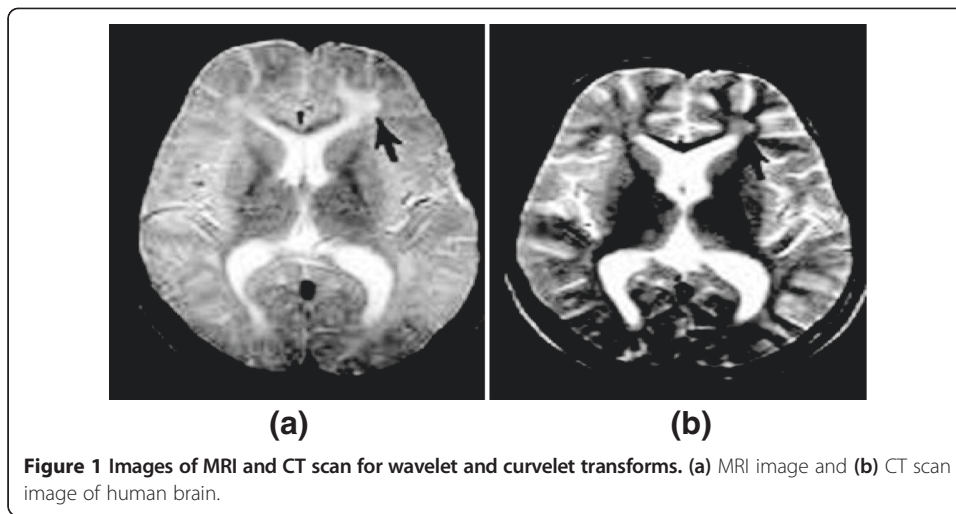 (a) (b)
Figure 1 Images of MRI and CT scan for wavelet and curvelet transforms. (a) MRI image and (b) CT scan
image of human brain.